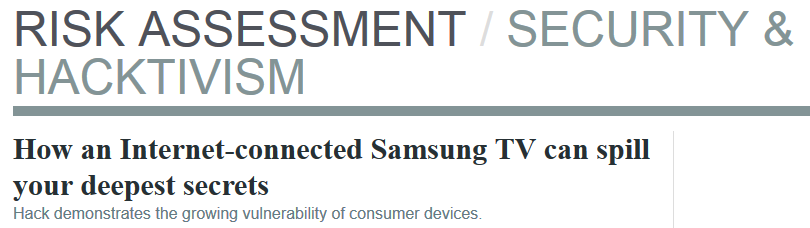 RISK ASSESSMENT / SECURITY &
HACKTIVISM
How an Internet-connected Samsung TV can spill
your deepest secrets
Hack demonstrates the growing vulnerability of consumer devices.